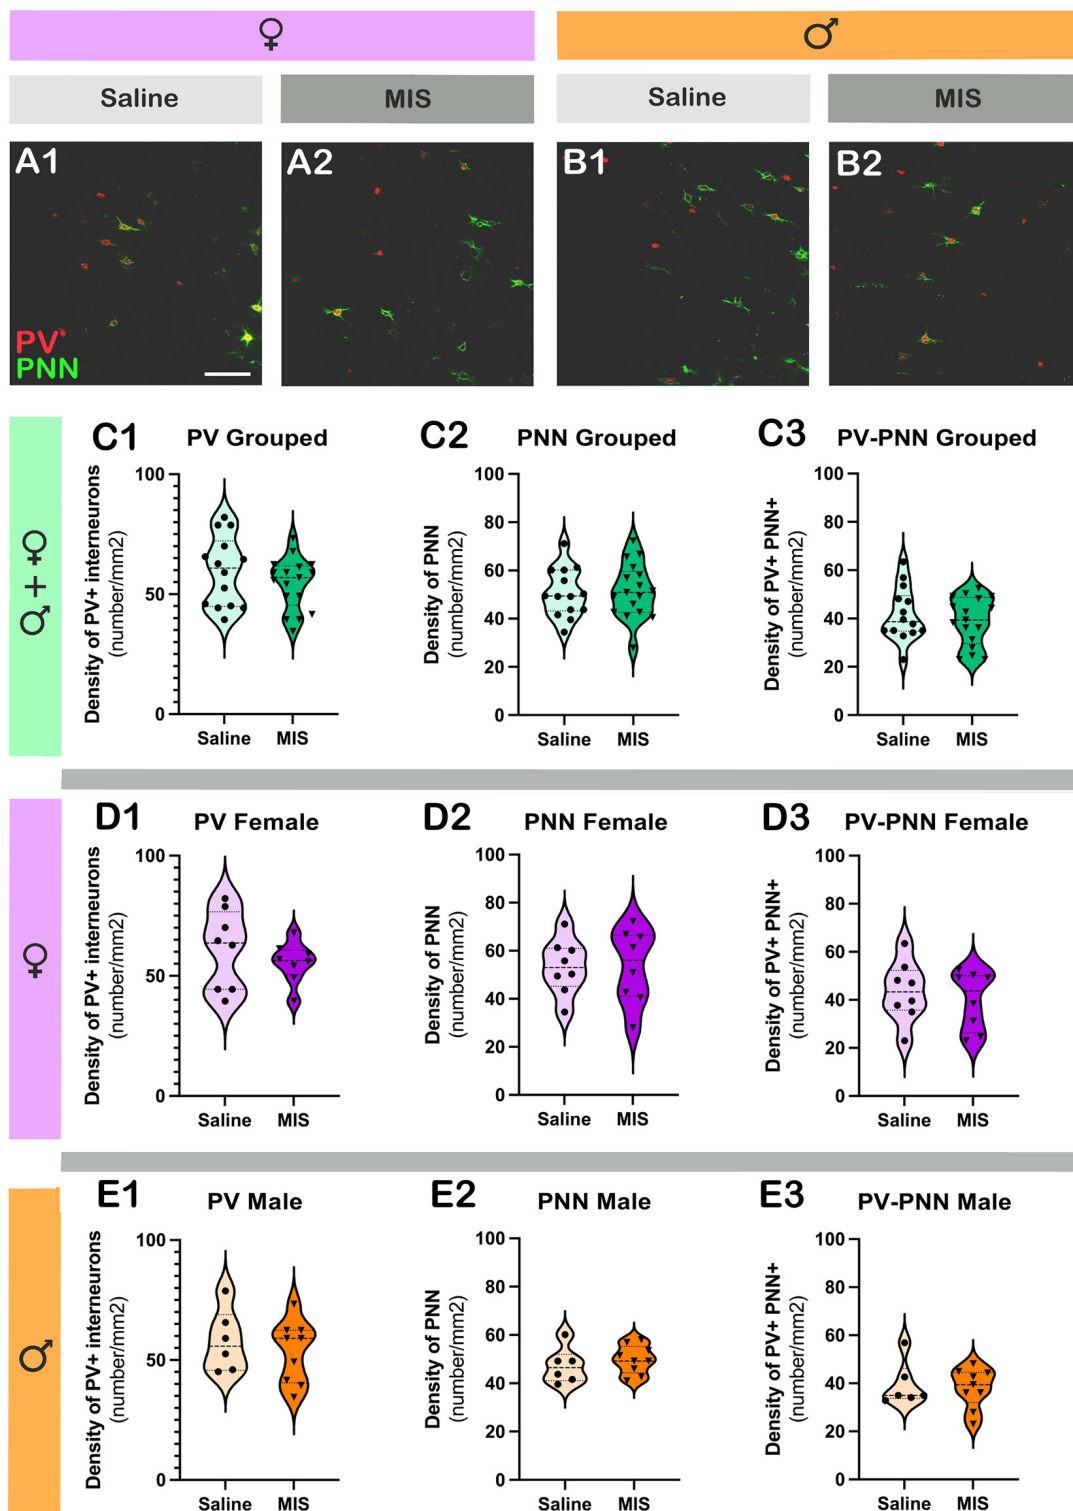 ♀ ♂
Saline MIS Saline MIS
A1 A2 B1 B2
PV
PNN
♂+♀
C1 PV Grouped C2 PNN Grouped C3 PV-PNN Grouped
Density of PV+ interneurons
(number/mm2)
100
50
0
Saline MIS
Density of PNN
(number/mm2)
100
80
60
40
20
0
Saline MIS
Density of PV+ PNN+
(number/mm2)
100
80
60
40
20
0
Saline MIS
♀
D1 PV Female D2 PNN Female D3 PV-PNN Female
Density of PV+ interneurons
(number/mm2)
100
50
0
Saline MIS
Density of PNN
(number/mm2)
100
80
60
40
20
0
Saline MIS
Density of PV+ PNN+
(number/mm2)
100
80
60
40
20
0
Saline MIS
♂
E1 PV Male E2 PNN Male E3 PV-PNN Male
Density of PV+ interneurons
(number/mm2)
100
50
0
Saline MIS
Density of PNN
(number/mm2)
100
80
60
40
20
0
Saline MIS
Density of PV+ PNN+
(number/mm2)
100
80
60
40
20
0
Saline MIS